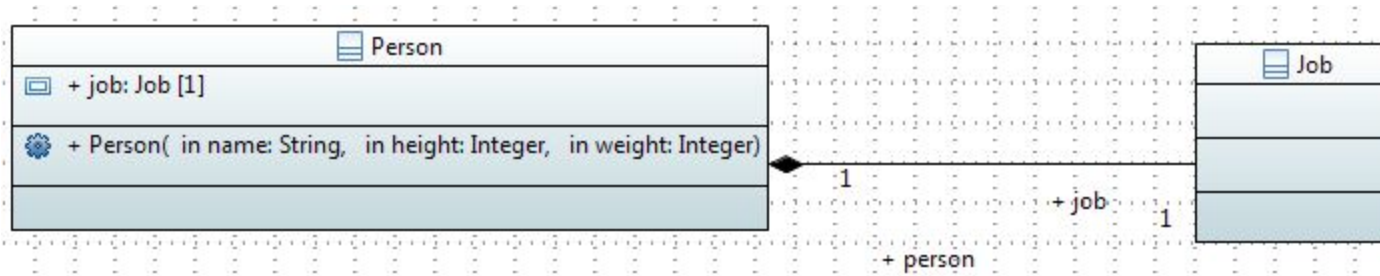 Person
+ job: Job [1]
+ Person( in name: String, in height: Integer, in weight: Integer)
Job
1
+ job
1
+ person